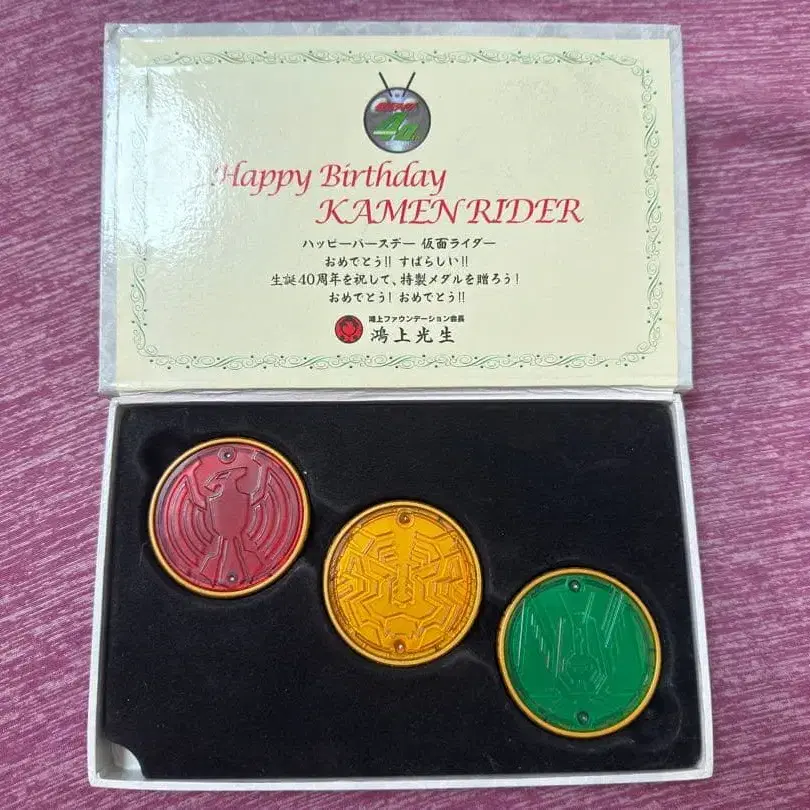 Happy Birthday
KAMEN RIDER
ハッピーバースデー 仮面ライダー
おめでとう!! すばらしい!!
生誕40周年を祝して、特製メダルを贈ろう!
おめでとう! おめでとう!!
鴻上ファウンデーション会長
鴻上光生